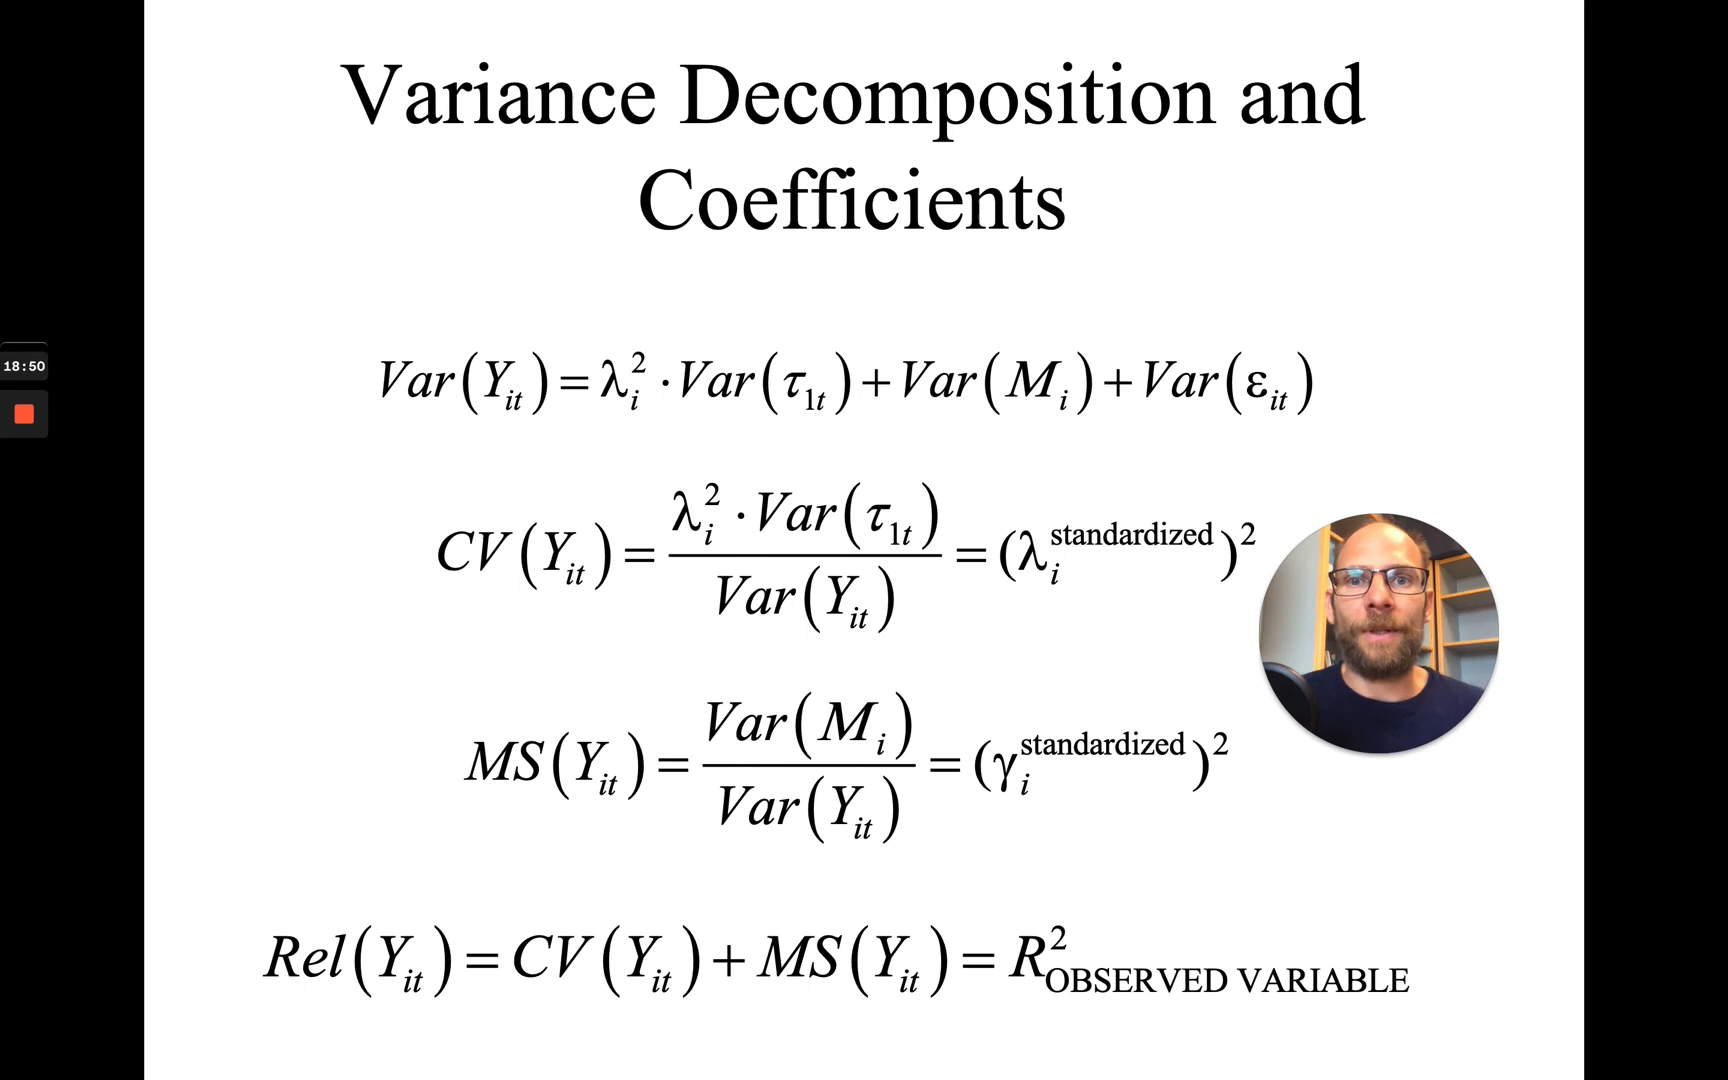 Variance Decomposition and
Coefficients
18:50
Var(Y_it) = λ_i^2 · Var(τ_1t) + Var(M_i) + Var(ε_it)
CV(Y_it) = λ_i^2 · Var(τ_1t) / Var(Y_it) = (λ_i^standardized)^2
MS(Y_it) = Var(M_i) / Var(Y_it) = (γ_i^standardized)^2
Rel(Y_it) = CV(Y_it) + MS(Y_it) = R^2_OBSERVED VARIABLE